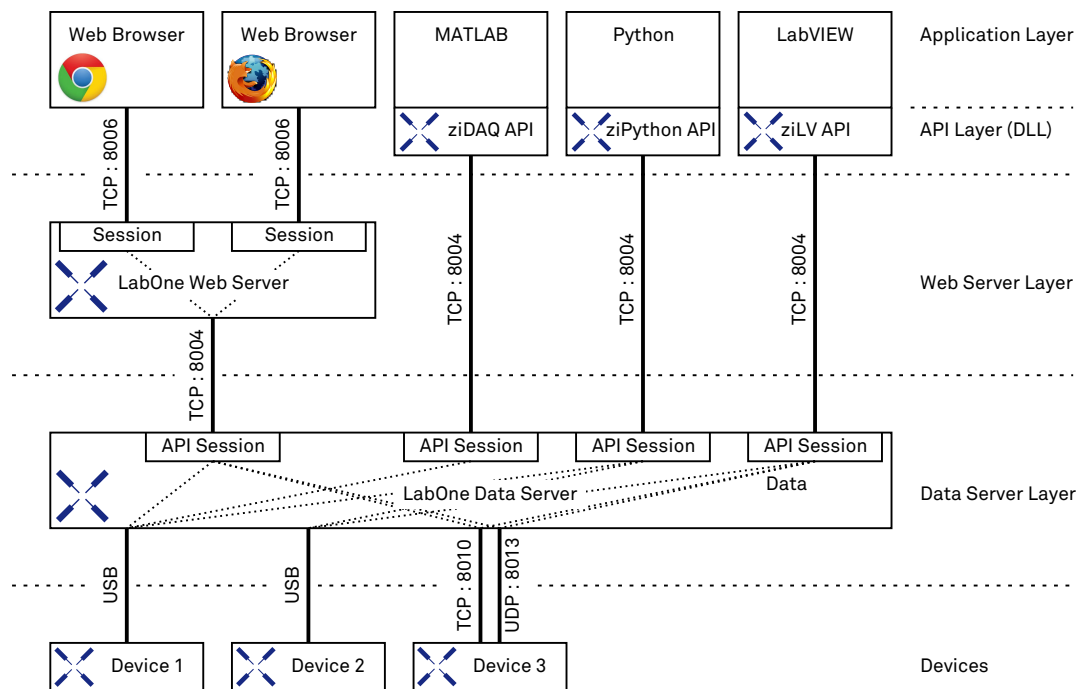 Web Browser
Web Browser
MATLAB
Python
LabVIEW
Application Layer
ziDAQ API
ziPython API
ziLV API
API Layer (DLL)
TCP : 8006
TCP : 8006
Session
Session
LabOne Web Server
TCP : 8004
TCP : 8004
TCP : 8004
Web Server Layer
TCP : 8004
API Session
API Session
API Session
API Session
LabOne Data Server
Data
Data Server Layer
USB
USB
TCP : 8010
UDP : 8013
Device 1
Device 2
Device 3
Devices